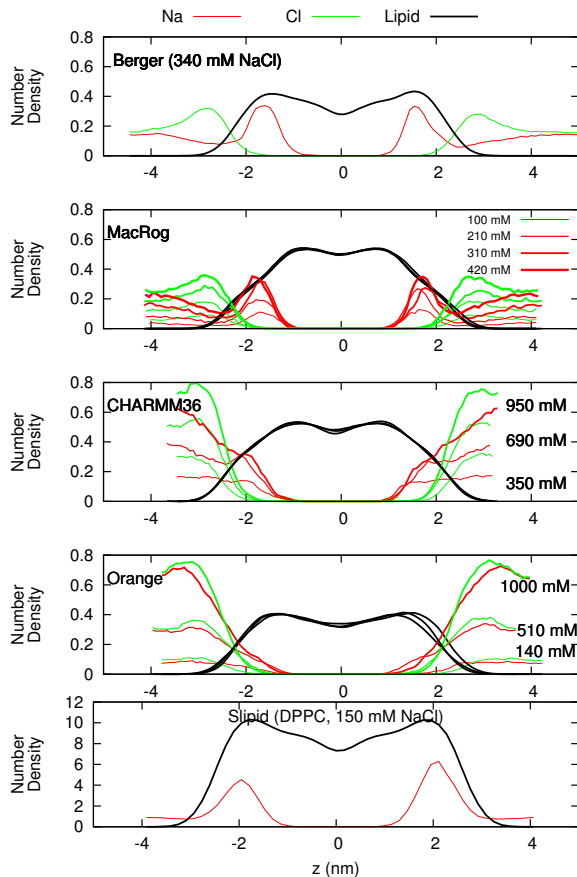 Na Cl Lipid
Berger (340 mM NaCl)
Number
Density
0.8
0.6
0.4
0.2
0
-4 -2 0 2 4
MacRog
100 mM
210 mM
310 mM
420 mM
Number
Density
0.8
0.6
0.4
0.2
0
-4 -2 0 2 4
CHARMM36
950 mM
690 mM
350 mM
Number
Density
0.8
0.6
0.4
0.2
0
-4 -2 0 2 4
Orange
1000 mM
510 mM
140 mM
Number
Density
0.8
0.6
0.4
0.2
0
-4 -2 0 2 4
Slipid (DPPC, 150 mM NaCl)
Number
Density
12
10
8
6
4
2
0
-4 -2 0 2 4
z (nm)